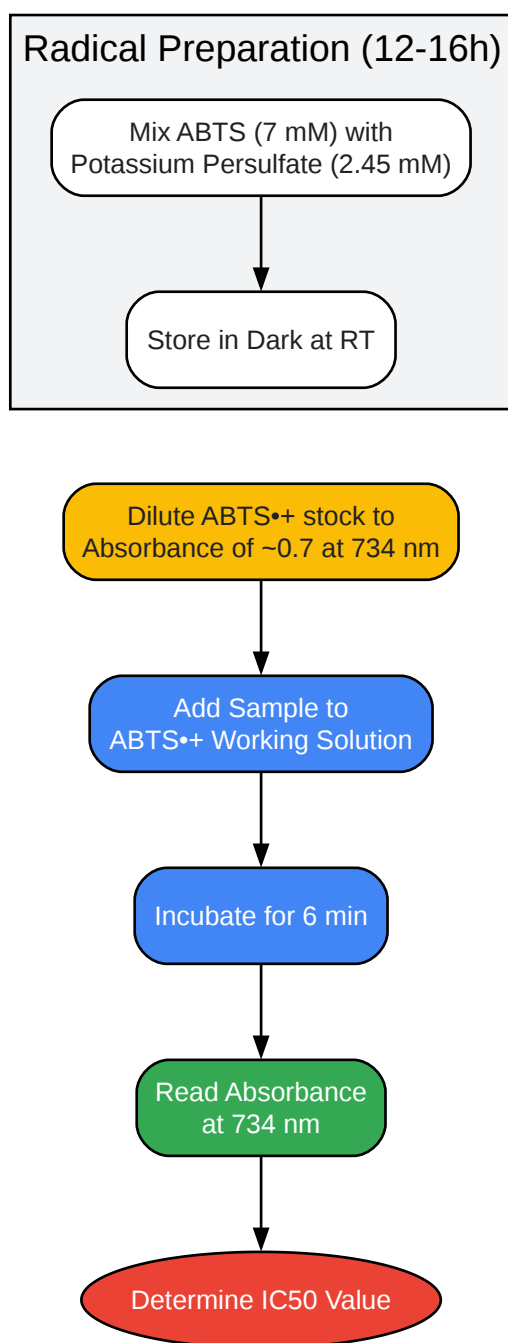 Radical Preparation (12-16h)
Mix ABTS (7 mM) with
Potassium Persulfate (2.45 mM)
Store in Dark at RT
Dilute ABTS•+ stock to
Absorbance of ~0.7 at 734 nm
Add Sample to
ABTS•+ Working Solution
Incubate for 6 min
Read Absorbance
at 734 nm
Determine IC50 Value